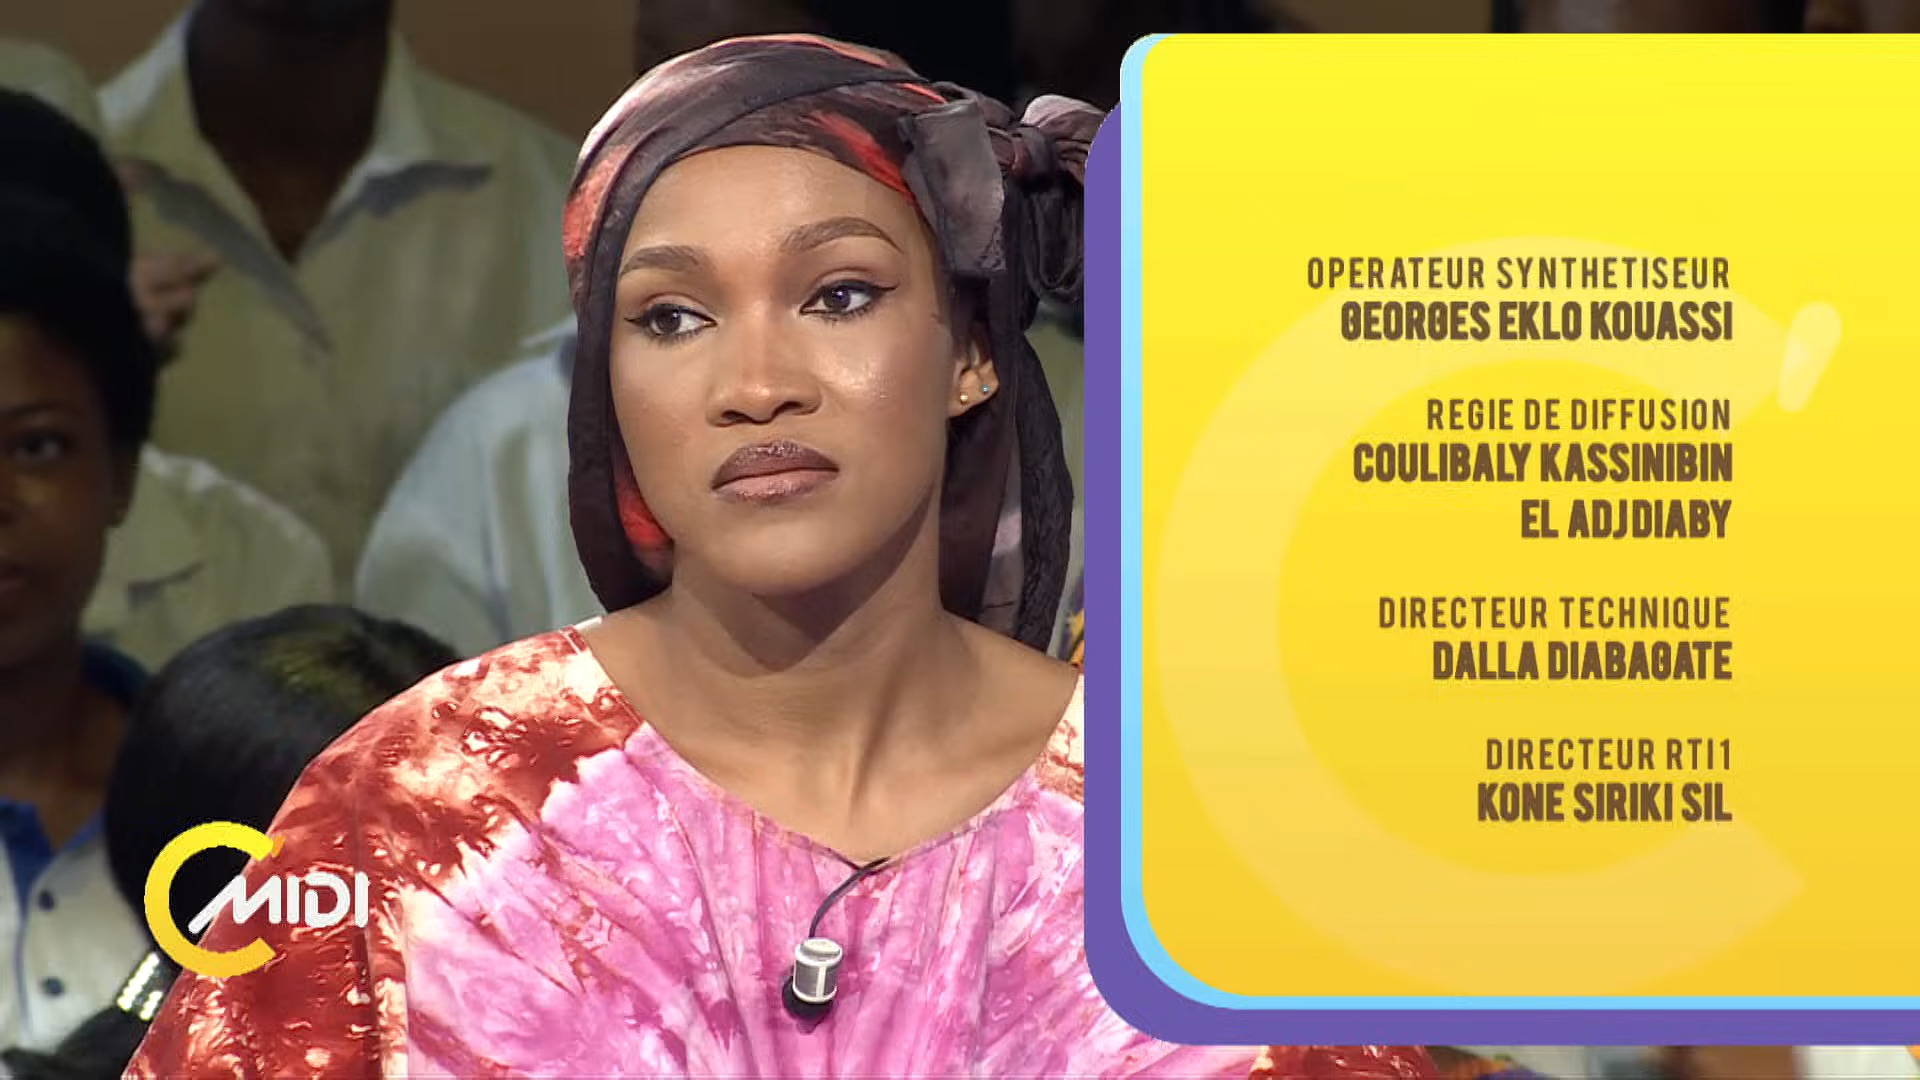 OPERATEUR SYNTHETISEUR
GEORGES EKLO KOUASSI
REGIE DE DIFFUSION
COULIBALY KASSINIBIN
EL ADJDIABY
DIRECTEUR TECHNIQUE
DALLA DIABAGATE
DIRECTEUR RTI1
KONE SIRIKI SIL
C MIDI